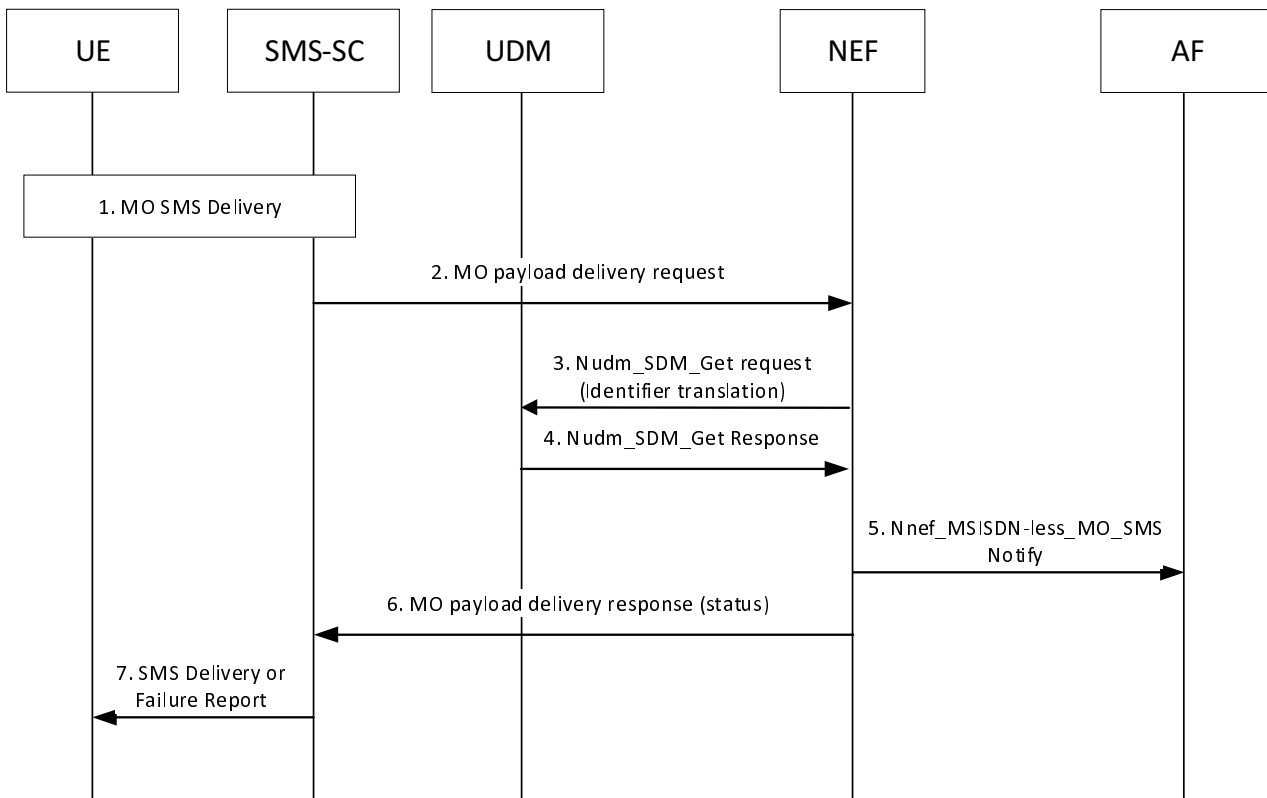 UE
SMS-SC
UDM
NEF
AF
1. MO SMS Delivery
2. MO payload delivery request
3. Nudm_SDM_Get request
(Identifier translation)
4. Nudm_SDM_Get Response
5. Nnef_MSISDN-less_MO_SMS
Notify
6. MO payload delivery response (status)
7. SMS Delivery or
Failure Report